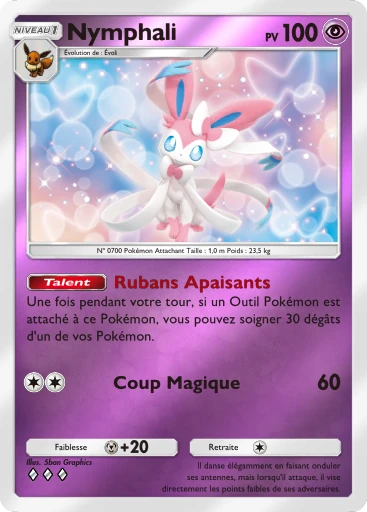 NIVEAU 1
Nymphali
PV 100
Évolution de : Évoli
N° 0700 Pokémon Attachant Taille : 1,0 m Poids : 23,5 kg
Talent Rubans Apaisants
Une fois pendant votre tour, si un Outil Pokémon est
attaché à ce Pokémon, vous pouvez soigner 30 dégâts
d'un de vos Pokémon.
Coup Magique 60
Faiblesse +20
Retraite
Illus. 5ban Graphics
Il danse élégamment en faisant onduler
ses antennes, mais lorsqu'il attaque, il vise
directement les points faibles de ses adversaires.